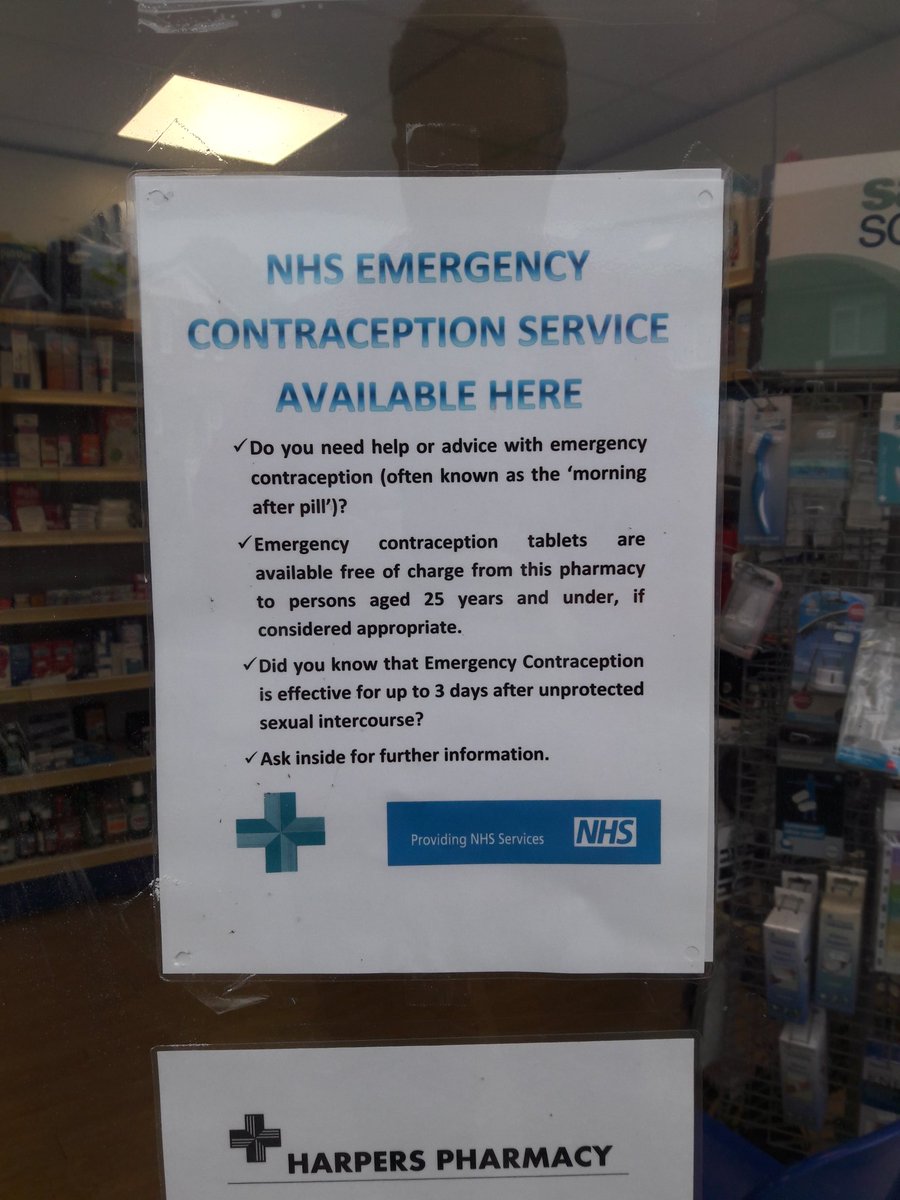 NHS EMERGENCY
CONTRACEPTION SERVICE
AVAILABLE HERE
✓Do you need help or advice with emergency
contraception (often known as the ‘morning
after pill’)?
✓Emergency contraception tablets are
available free of charge from this pharmacy
to persons aged 25 years and under, if
considered appropriate.
✓Did you know that Emergency Contraception
is effective for up to 3 days after unprotected
sexual intercourse?
✓Ask inside for further information.
Providing NHS Services NHS
HARPERS PHARMACY